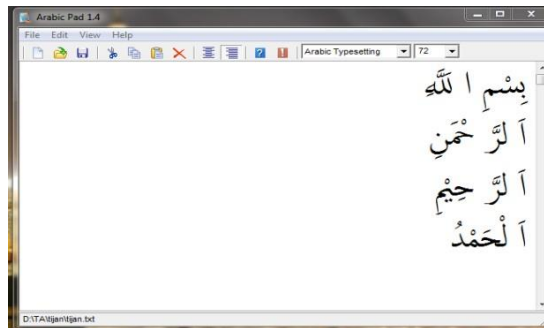 Arabic Pad 1.4
File Edit View Help
Arabic Typesetting 72
بِسْمِ ا للَّهِ
اَ لرَّ حْمَنِ
اَ لرَّ حِيْمِ
اَ لْحَمْدُ
D:\TA\tijan\tijan.txt